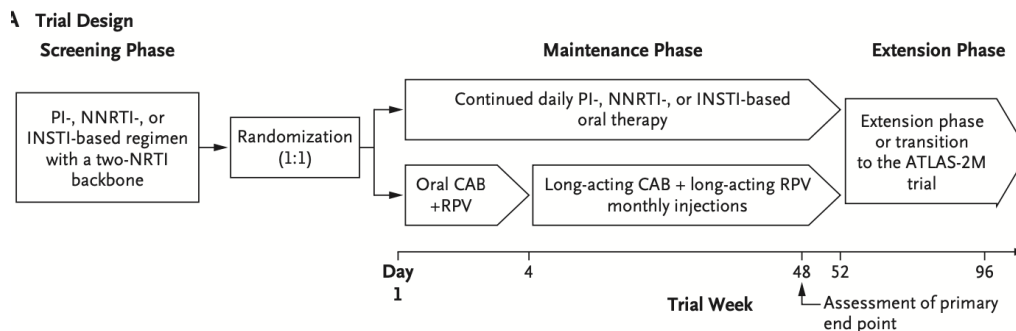 A Trial Design
Screening Phase
Maintenance Phase
Extension Phase
PI-, NNRTI-, or
INSTI-based regimen
with a two-NRTI
backbone
Randomization
(1:1)
Continued daily PI-, NNRTI-, or INSTI-based
oral therapy
Oral CAB
+RPV
Long-acting CAB + long-acting RPV
monthly injections
Extension phase
or transition
to the ATLAS-2M
trial
Day
1
4
48
52
96
Trial Week
Assessment of primary
end point